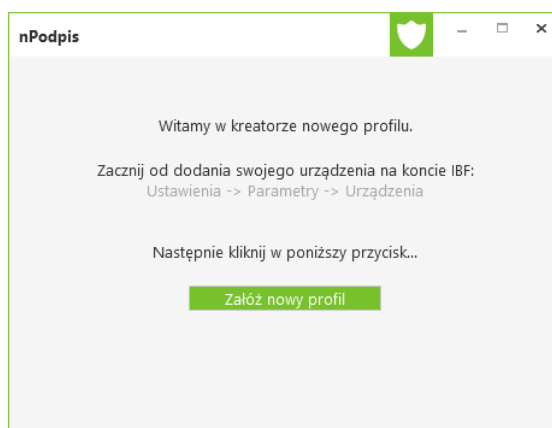 nPodpis
Witamy w kreatorze nowego profilu.
Zacznij od dodania swojego urządzenia na koncie IBF:
Ustawienia -> Parametry -> Urządzenia
Następnie kliknij w poniższy przycisk...
Załóż nowy profil